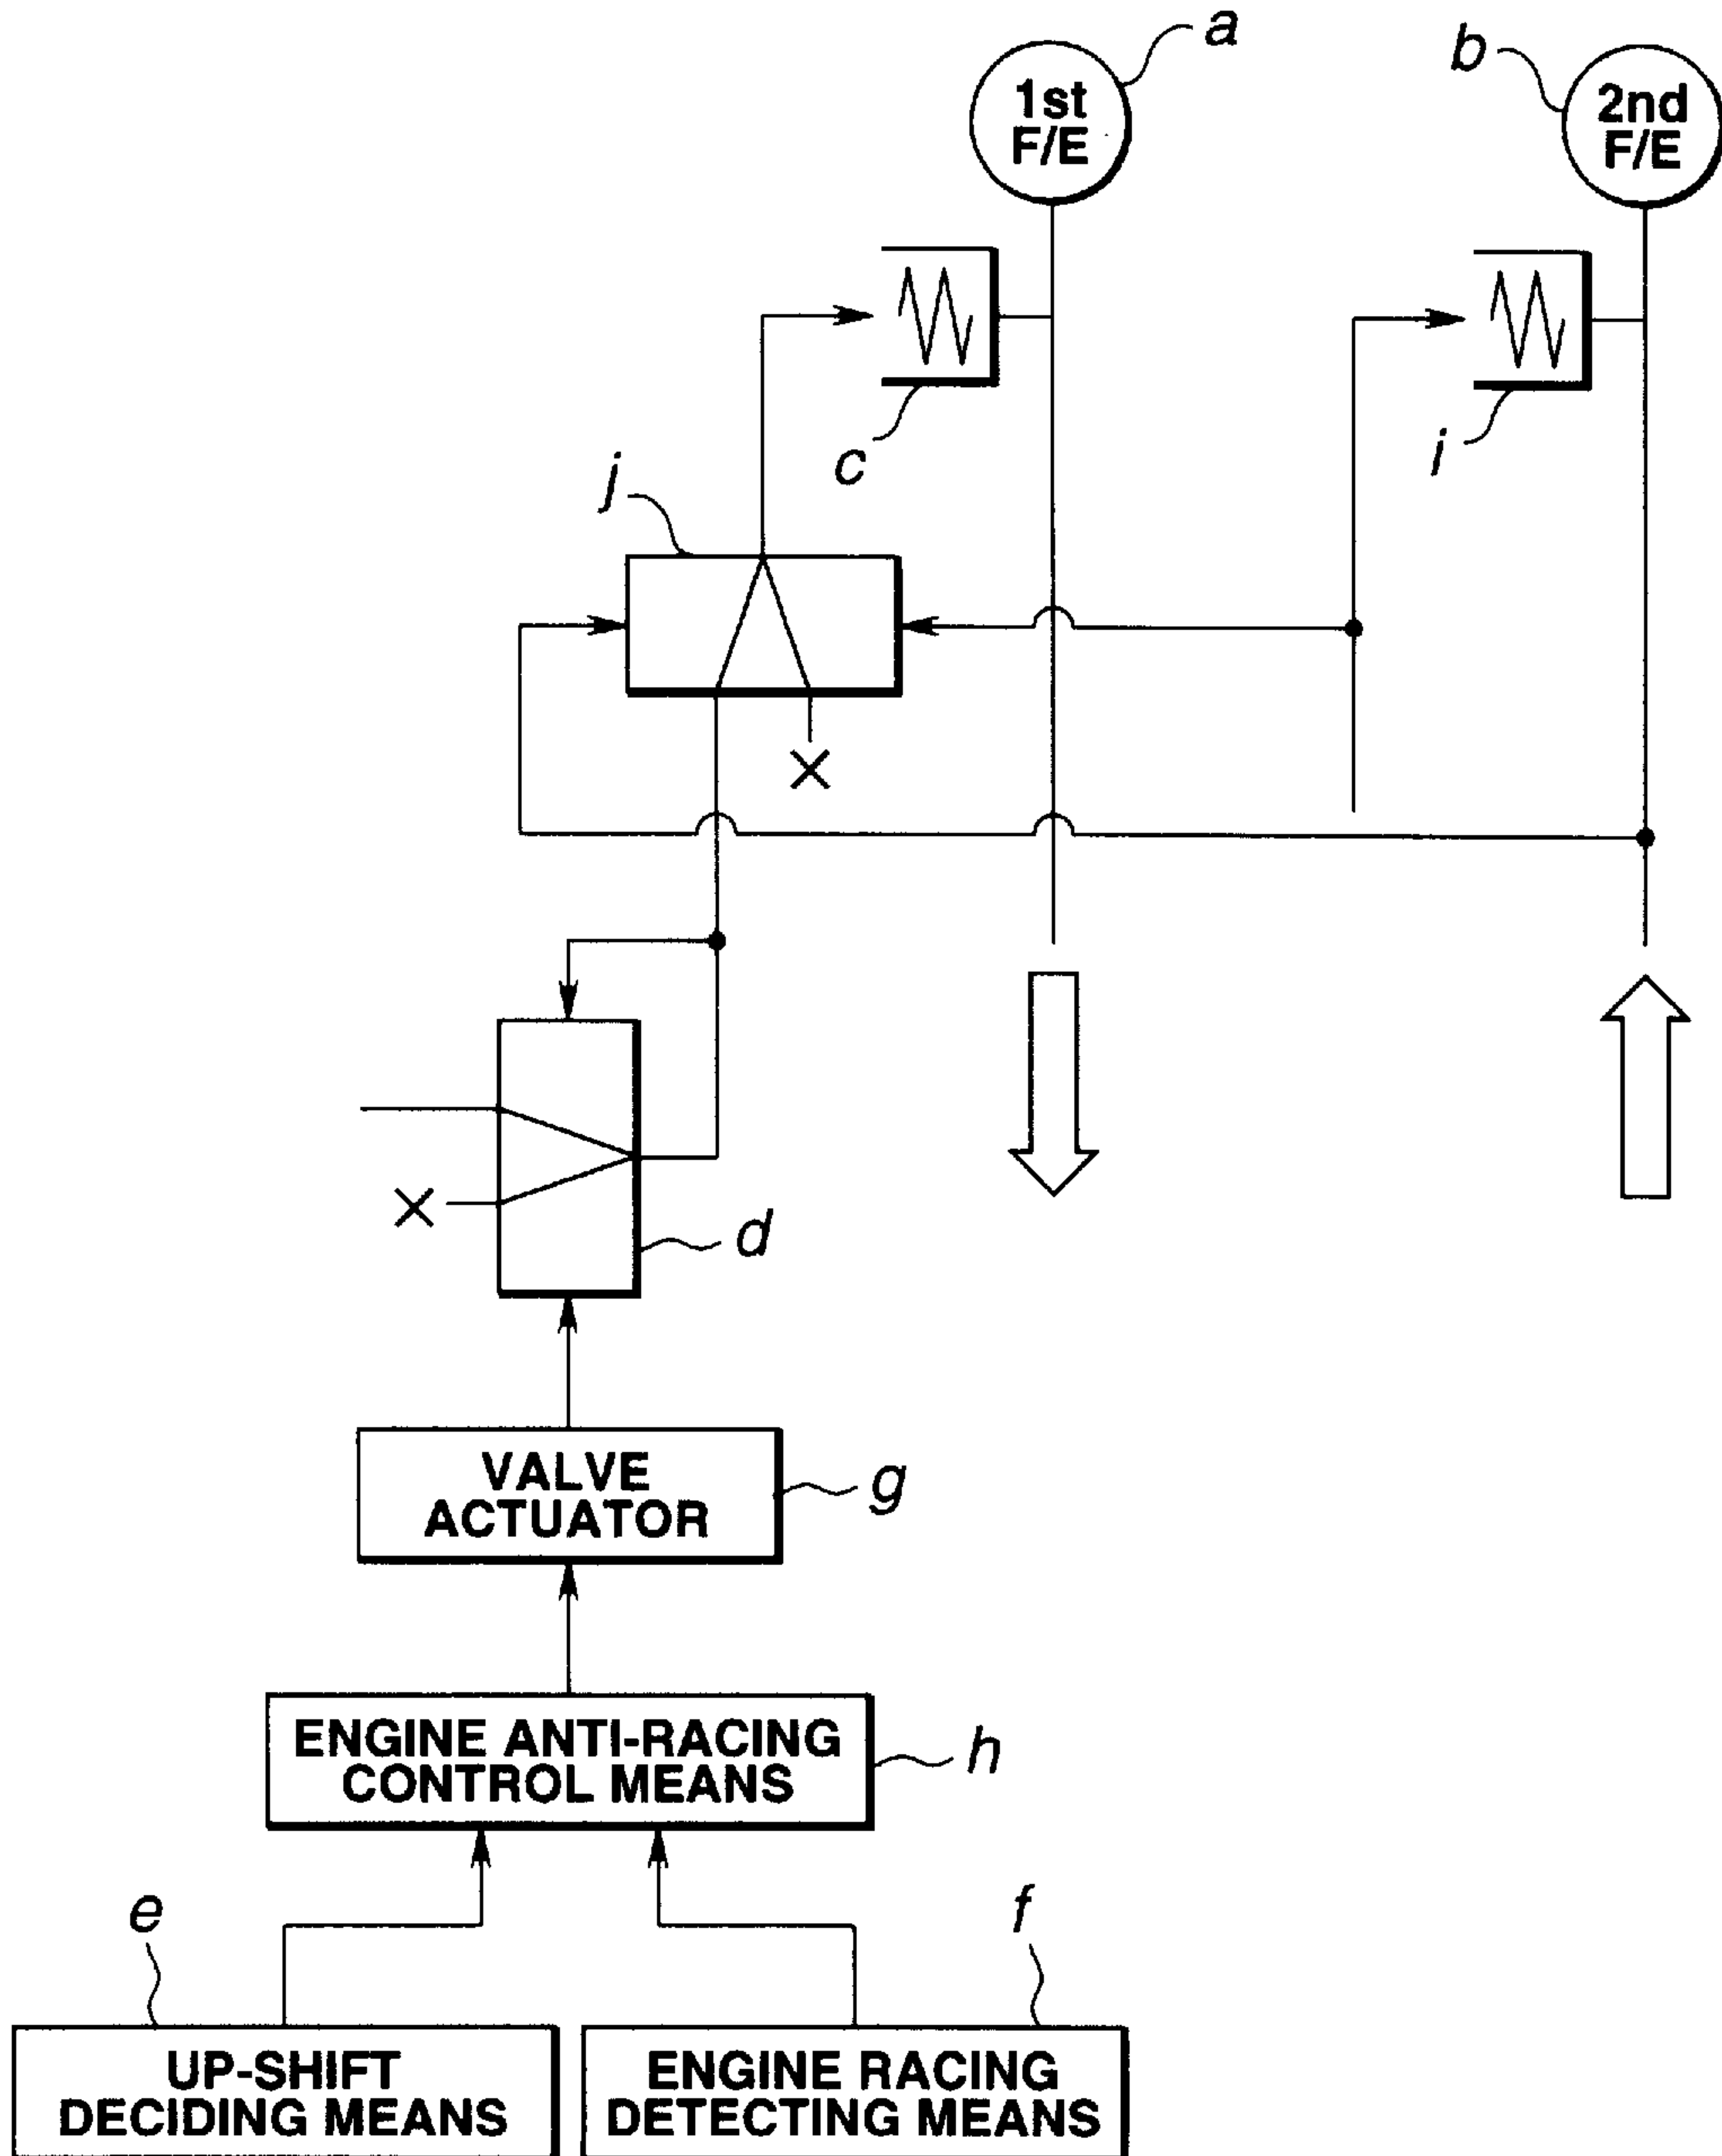 a
b
1st
F/E
2nd
F/E
c
i
j
d
VALVE
ACTUATOR
g
ENGINE ANTI-RACING
CONTROL MEANS
h
e
f
UP-SHIFT
DECIDING MEANS
ENGINE RACING
DETECTING MEANS